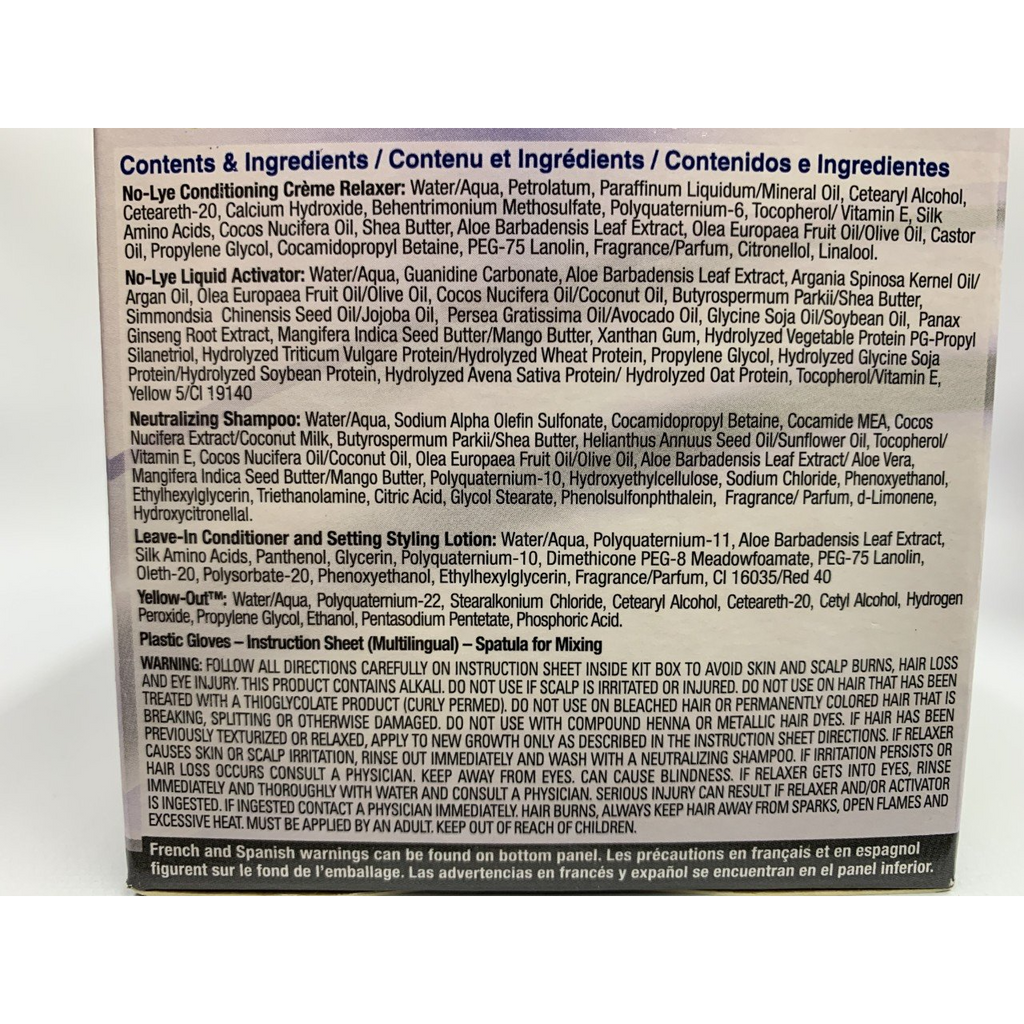 Contents & Ingredients / Contenu et Ingrédients / Contenidos e Ingredientes
No-Lye Conditioning Crème Relaxer: Water/Aqua, Petrolatum, Paraffinum Liquidum/Mineral Oil, Cetearyl Alcohol,
Ceteareth-20, Calcium Hydroxide, Behentrimonium Methosulfate, Polyquaternium-6, Tocopherol/ Vitamin E, Silk
Amino Acids, Cocos Nucifera Oil, Shea Butter, Aloe Barbadensis Leaf Extract, Olea Europaea Fruit Oil/Olive Oil, Castor
Oil, Propylene Glycol, Cocamidopropyl Betaine, PEG-75 Lanolin, Fragrance/Parfum, Citronellol, Linalool.
No-Lye Liquid Activator: Water/Aqua, Guanidine Carbonate, Aloe Barbadensis Leaf Extract, Argania Spinosa Kernel Oil/
Argan Oil, Olea Europaea Fruit Oil/Olive Oil, Cocos Nucifera Oil/Coconut Oil, Butyrospermum Parkii/Shea Butter,
Simmondsia Chinensis Seed Oil/Jojoba Oil, Persea Gratissima Oil/Avocado Oil, Glycine Soja Oil/Soybean Oil, Panax
Ginseng Root Extract, Mangifera Indica Seed Butter/Mango Butter, Xanthan Gum, Hydrolyzed Vegetable Protein PG-Propyl
Silanetriol, Hydrolyzed Triticum Vulgare Protein/Hydrolyzed Wheat Protein, Propylene Glycol, Hydrolyzed Glycine Soja
Protein/Hydrolyzed Soybean Protein, Hydrolyzed Avena Sativa Protein/ Hydrolyzed Oat Protein, Tocopherol/Vitamin E,
Yellow 5/CI 19140
Neutralizing Shampoo: Water/Aqua, Sodium Alpha Olefin Sulfonate, Cocamidopropyl Betaine, Cocamide MEA, Cocos
Nucifera Extract/Coconut Milk, Butyrospermum Parkii/Shea Butter, Helianthus Annuus Seed Oil/Sunflower Oil, Tocopherol/
Vitamin E, Cocos Nucifera Oil/Coconut Oil, Olea Europaea Fruit Oil/Olive Oil, Aloe Barbadensis Leaf Extract/ Aloe Vera,
Mangifera Indica Seed Butter/Mango Butter, Polyquaternium-10, Hydroxyethylcellulose, Sodium Chloride, Phenoxyethanol,
Ethylhexylglycerin, Triethanolamine, Citric Acid, Glycol Stearate, Phenolsulfonphthalein, Fragrance/ Parfum, d-Limonene,
Hydroxycitronellal.
Leave-In Conditioner and Setting Styling Lotion: Water/Aqua, Polyquaternium-11, Aloe Barbadensis Leaf Extract,
Silk Amino Acids, Panthenol, Glycerin, Polyquaternium-10, Dimethicone PEG-8 Meadowfoamate, PEG-75 Lanolin,
Oleth-20, Polysorbate-20, Phenoxyethanol, Ethylhexylglycerin, Fragrance/Parfum, CI 16035/Red 40
Yellow-Out™: Water/Aqua, Polyquaternium-22, Stearalkonium Chloride, Cetearyl Alcohol, Ceteareth-20, Cetyl Alcohol, Hydrogen
Peroxide, Propylene Glycol, Ethanol, Pentasodium Pentetate, Phosphoric Acid.
Plastic Gloves – Instruction Sheet (Multilingual) – Spatula for Mixing
WARNING: FOLLOW ALL DIRECTIONS CAREFULLY ON INSTRUCTION SHEET INSIDE KIT BOX TO AVOID SKIN AND SCALP BURNS, HAIR LOSS
AND EYE INJURY. THIS PRODUCT CONTAINS ALKALI. DO NOT USE IF SCALP IS IRRITATED OR INJURED. DO NOT USE ON HAIR THAT HAS BEEN
TREATED WITH A THIOGLYCOLATE PRODUCT (CURLY PERMED). DO NOT USE ON BLEACHED HAIR OR PERMANENTLY COLORED HAIR THAT IS
BREAKING, SPLITTING OR OTHERWISE DAMAGED. DO NOT USE WITH COMPOUND HENNA OR METALLIC HAIR DYES. IF HAIR HAS BEEN
PREVIOUSLY TEXTURIZED OR RELAXED, APPLY TO NEW GROWTH ONLY AS DESCRIBED IN THE INSTRUCTION SHEET DIRECTIONS. IF RELAXER
CAUSES SKIN OR SCALP IRRITATION, RINSE OUT IMMEDIATELY AND WASH WITH A NEUTRALIZING SHAMPOO. IF IRRITATION PERSISTS OR
HAIR LOSS OCCURS CONSULT A PHYSICIAN. KEEP AWAY FROM EYES. CAN CAUSE BLINDNESS. IF RELAXER GETS INTO EYES, RINSE
IMMEDIATELY AND THOROUGHLY WITH WATER AND CONSULT A PHYSICIAN. SERIOUS INJURY CAN RESULT IF RELAXER AND/OR ACTIVATOR
IS INGESTED. IF INGESTED CONTACT A PHYSICIAN IMMEDIATELY. HAIR BURNS, ALWAYS KEEP HAIR AWAY FROM SPARKS, OPEN FLAMES AND
EXCESSIVE HEAT. MUST BE APPLIED BY AN ADULT. KEEP OUT OF REACH OF CHILDREN.
French and Spanish warnings can be found on bottom panel. Les précautions en français et en espagnol
figurent sur le fond de l'emballage. Las advertencias en francés y español se encuentran en el panel inferior.